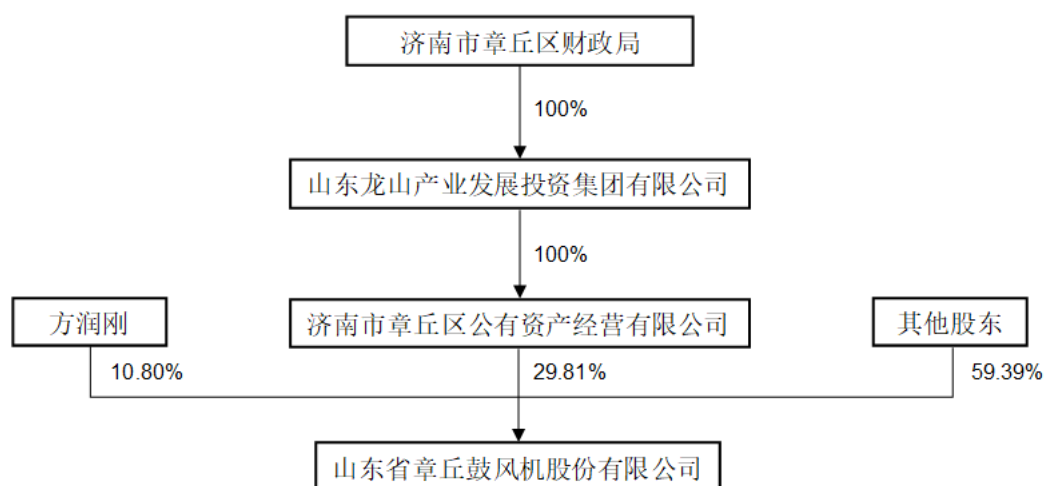 济南市章丘区财政局
100%
山东龙山产业发展投资集团有限公司
100%
方润刚
济南市章丘区公有资产经营有限公司
其他股东
10.80%
29.81%
59.39%
山东省章丘鼓风机股份有限公司